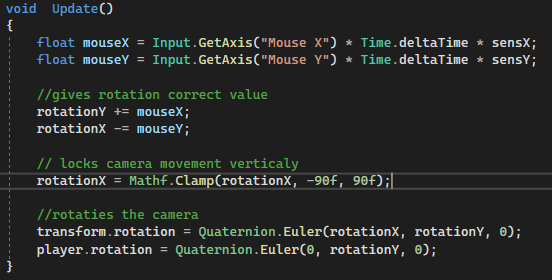 void  Update()
{
float mouseX = Input.GetAxis("Mouse X") * Time.deltaTime * sensX;
float mouseY = Input.GetAxis("Mouse Y") * Time.deltaTime * sensY;
//gives rotation correct value
rotationY += mouseX;
rotationX -= mouseY;
// locks camera movement verticaly
rotationX = Mathf.Clamp(rotationX, -90f, 90f);
//rotaties the camera
transform.rotation = Quaternion.Euler(rotationX, rotationY, 0);
player.rotation = Quaternion.Euler(0, rotationY, 0);
}